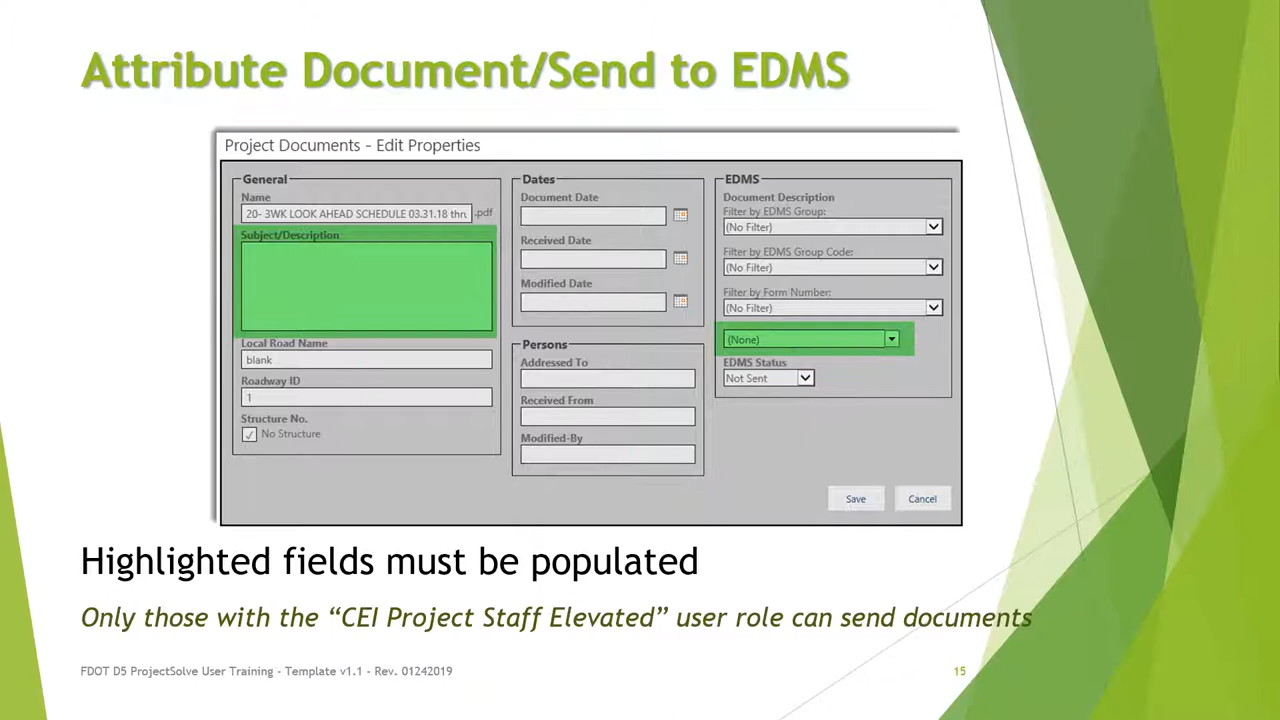 Attribute Document/Send to EDMS
Project Documents - Edit Properties
General
Name
20- 3WK LOOK AHEAD SCHEDULE 03.31.18 thru .pdf
Subject/Description
Local Road Name
blank
Roadway ID
1
Structure No.
No Structure
Dates
Document Date
Received Date
Modified Date
Persons
Addressed To
Received From
Modified-By
EDMS
Document Description
Filter by EDMS Group:
(No Filter)
Filter by EDMS Group Code:
(No Filter)
Filter by Form Number:
(No Filter)
(None)
EDMS Status
Not Sent
Save Cancel
Highlighted fields must be populated
Only those with the “CEI Project Staff Elevated” user role can send documents
FDOT D5 ProjectSolve User Training - Template v1.1 - Rev. 01242019 15